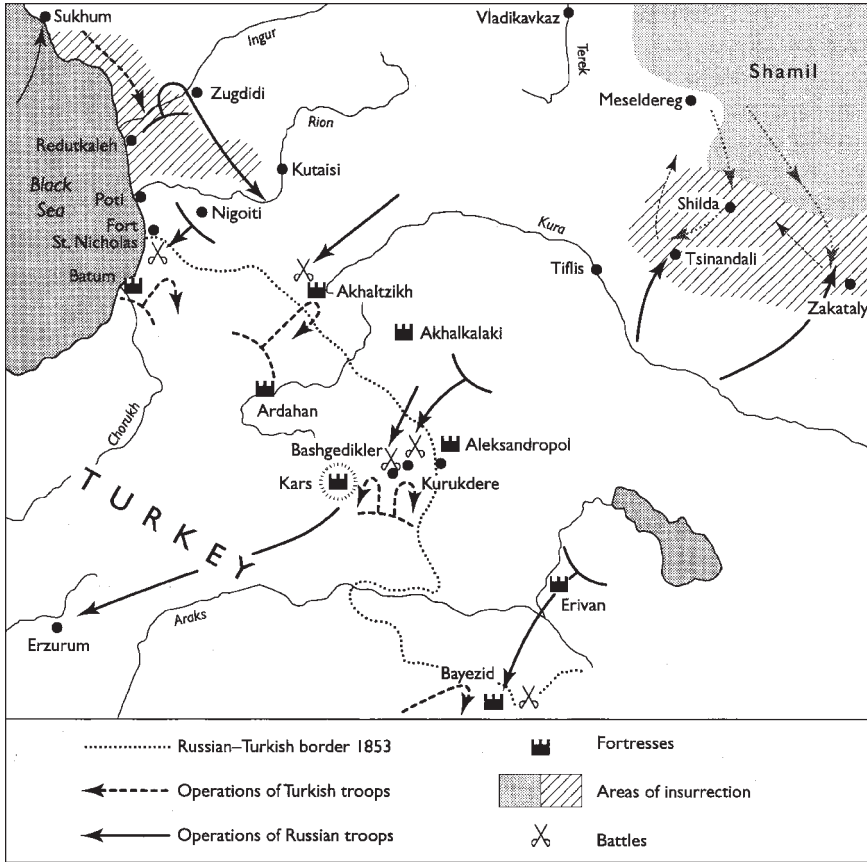 Sukhum
Ingur
Vladikavkaz
Terek
Shamil
Zugdidi
Meseldereg
Rion
Redutkaleh
Kutaisi
Black
Sea
Poti
Nigoiti
Shilda
Fort
St. Nicholas
Kura
Tsinandali
Batum
Akhaltzikh
Tiflis
Zakataly
Akhalkalaki
Ardahan
Chorukh
Bashgedikler
Aleksandropol
Kars
Kurukdere
TURKEY
Erivan
Araks
Erzurum
Bayezid
Russian–Turkish border 1853
Fortresses
Operations of Turkish troops
Areas of insurrection
Operations of Russian troops
Battles